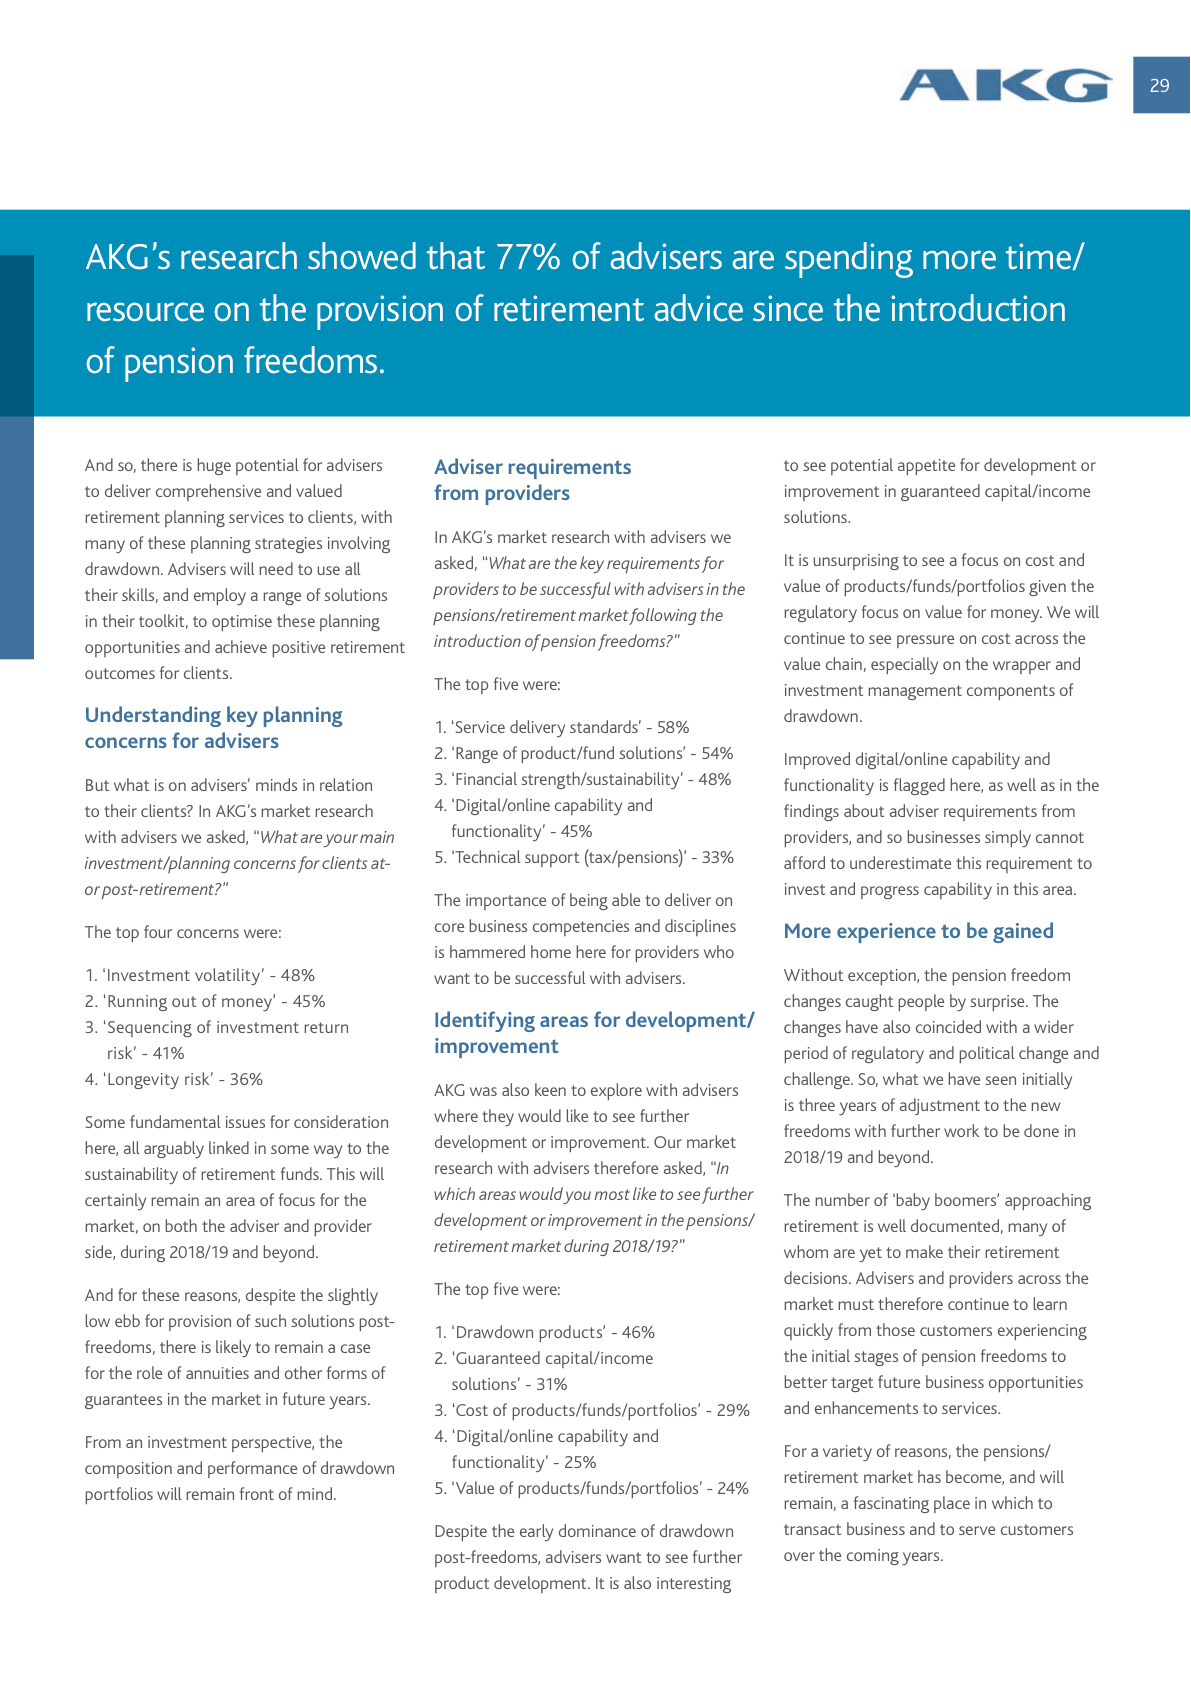 AKG
29
AKG’s research showed that 77% of advisers are spending more time/
resource on the provision of retirement advice since the introduction
of pension freedoms.
And so, there is huge potential for advisers
to deliver comprehensive and valued
retirement planning services to clients, with
many of these planning strategies involving
drawdown. Advisers will need to use all
their skills, and employ a range of solutions
in their toolkit, to optimise these planning
opportunities and achieve positive retirement
outcomes for clients.
Understanding key planning
concerns for advisers
But what is on advisers’ minds in relation
to their clients? In AKG’s market research
with advisers we asked, “What are your main
investment/planning concerns for clients at-
or post-retirement?”
The top four concerns were:
1. ‘Investment volatility’ - 48%
2. ‘Running out of money’ - 45%
3. ‘Sequencing of investment return
risk’ - 41%
4. ‘Longevity risk’ - 36%
Some fundamental issues for consideration
here, all arguably linked in some way to the
sustainability of retirement funds. This will
certainly remain an area of focus for the
market, on both the adviser and provider
side, during 2018/19 and beyond.
And for these reasons, despite the slightly
low ebb for provision of such solutions post-
freedoms, there is likely to remain a case
for the role of annuities and other forms of
guarantees in the market in future years.
From an investment perspective, the
composition and performance of drawdown
portfolios will remain front of mind.
Adviser requirements
from providers
In AKG’s market research with advisers we
asked, “What are the key requirements for
providers to be successful with advisers in the
pensions/retirement market following the
introduction of pension freedoms?”
The top five were:
1. ‘Service delivery standards’ - 58%
2. ‘Range of product/fund solutions’ - 54%
3. ‘Financial strength/sustainability’ - 48%
4. ‘Digital/online capability and
functionality’ - 45%
5. ‘Technical support (tax/pensions)’ - 33%
The importance of being able to deliver on
core business competencies and disciplines
is hammered home here for providers who
want to be successful with advisers.
Identifying areas for development/
improvement
AKG was also keen to explore with advisers
where they would like to see further
development or improvement. Our market
research with advisers therefore asked, “In
which areas would you most like to see further
development or improvement in the pensions/
retirement market during 2018/19?”
The top five were:
1. ‘Drawdown products’ - 46%
2. ‘Guaranteed capital/income
solutions’ - 31%
3. ‘Cost of products/funds/portfolios’ - 29%
4. ‘Digital/online capability and
functionality’ - 25%
5. ‘Value of products/funds/portfolios’ - 24%
Despite the early dominance of drawdown
post-freedoms, advisers want to see further
product development. It is also interesting
to see potential appetite for development or
improvement in guaranteed capital/income
solutions.
It is unsurprising to see a focus on cost and
value of products/funds/portfolios given the
regulatory focus on value for money. We will
continue to see pressure on cost across the
value chain, especially on the wrapper and
investment management components of
drawdown.
Improved digital/online capability and
functionality is flagged here, as well as in the
findings about adviser requirements from
providers, and so businesses simply cannot
afford to underestimate this requirement to
invest and progress capability in this area.
More experience to be gained
Without exception, the pension freedom
changes caught people by surprise. The
changes have also coincided with a wider
period of regulatory and political change and
challenge. So, what we have seen initially
is three years of adjustment to the new
freedoms with further work to be done in
2018/19 and beyond.
The number of ‘baby boomers’ approaching
retirement is well documented, many of
whom are yet to make their retirement
decisions. Advisers and providers across the
market must therefore continue to learn
quickly from those customers experiencing
the initial stages of pension freedoms to
better target future business opportunities
and enhancements to services.
For a variety of reasons, the pensions/
retirement market has become, and will
remain, a fascinating place in which to
transact business and to serve customers
over the coming years.